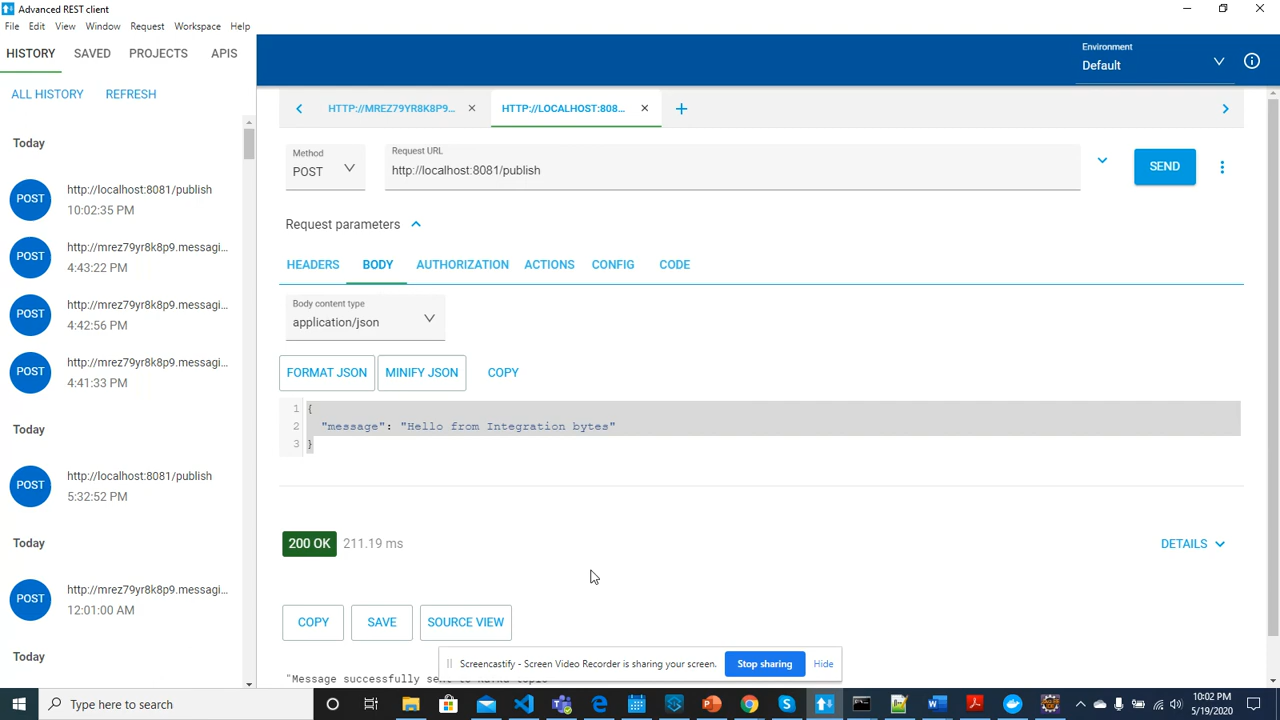 Advanced REST client
File Edit View Window Request Workspace Help
HISTORY SAVED PROJECTS APIS
ALL HISTORY REFRESH
Today
POST http://localhost:8081/publish
10:02:35 PM
POST http://mrez79yr8k8p9.messagi...
4:43:22 PM
POST http://mrez79yr8k8p9.messagi...
4:42:56 PM
POST http://mrez79yr8k8p9.messagi...
4:41:33 PM
Today
POST http://localhost:8081/publish
5:32:52 PM
Today
POST http://mrez79yr8k8p9.messagi...
12:01:00 AM
Today
Environment
Default
HTTP://MREZ79YR8K8P9... HTTP://LOCALHOST:808...
Method
POST
Request URL
http://localhost:8081/publish
SEND
Request parameters
HEADERS BODY AUTHORIZATION ACTIONS CONFIG CODE
Body content type
application/json
FORMAT JSON MINIFY JSON COPY
1 {
2 "message": "Hello from Integration bytes"
3 }
200 OK 211.19 ms
DETAILS
COPY SAVE SOURCE VIEW
"Message successfully sent to Kafka topic"
Screencastify - Screen Video Recorder is sharing your screen. Stop sharing Hide
Type here to search
10:02 PM
5/19/2020